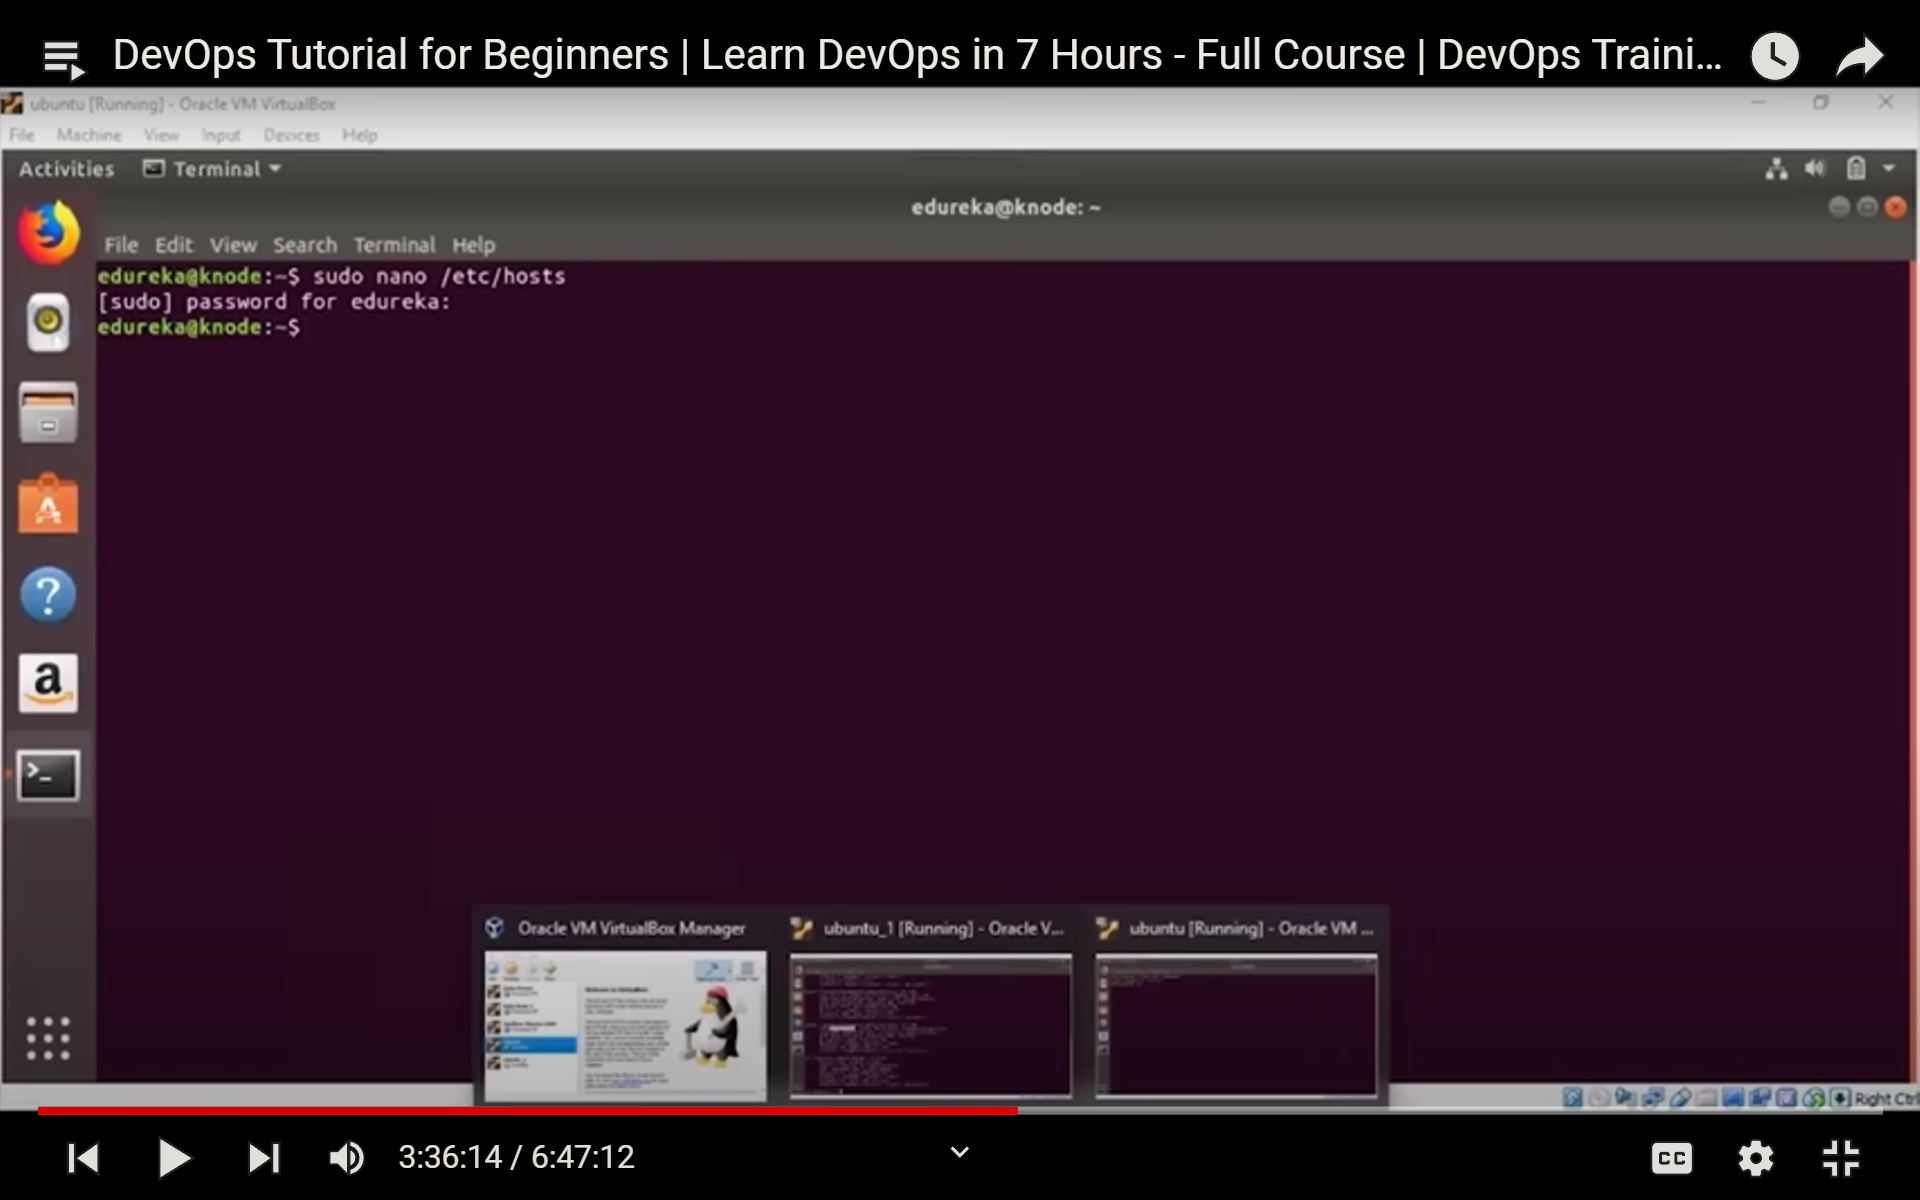 DevOps Tutorial for Beginners | Learn DevOps in 7 Hours - Full Course | DevOps Traini...
ubuntu [Running] - Oracle VM VirtualBox
File Machine View Input Devices Help
Activities Terminal
edureka@knode: ~
File Edit View Search Terminal Help
edureka@knode:~$ sudo nano /etc/hosts
[sudo] password for edureka:
edureka@knode:~$
Oracle VM VirtualBox Manager
ubuntu_1 [Running] - Oracle V...
ubuntu [Running] - Oracle VM ...
Right Ctrl
3:36:14 / 6:47:12
CC